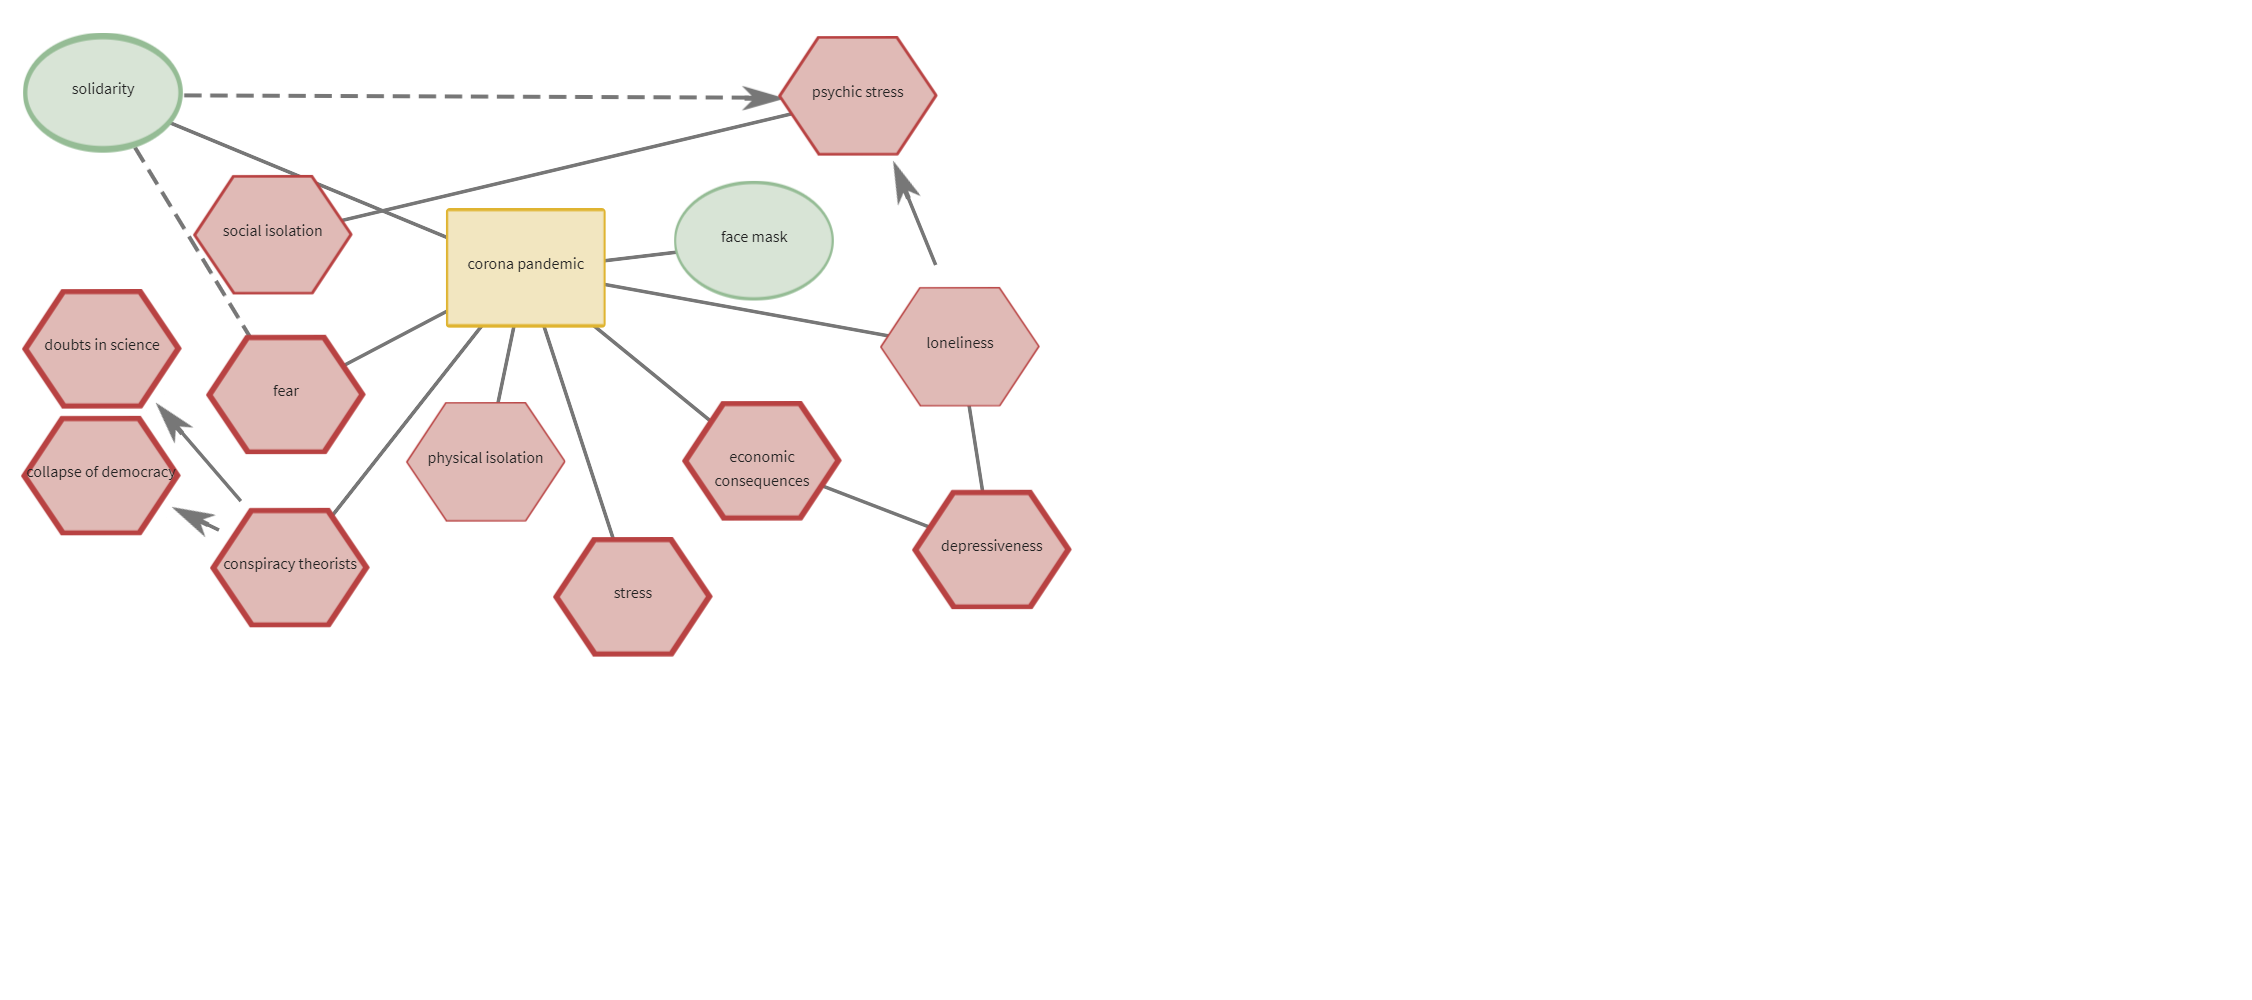 solidarity
psychic stress
social isolation
face mask
corona pandemic
doubts in science
loneliness
fear
physical isolation
economic
consequences
collapse of democracy
depressiveness
conspiracy theorists
stress